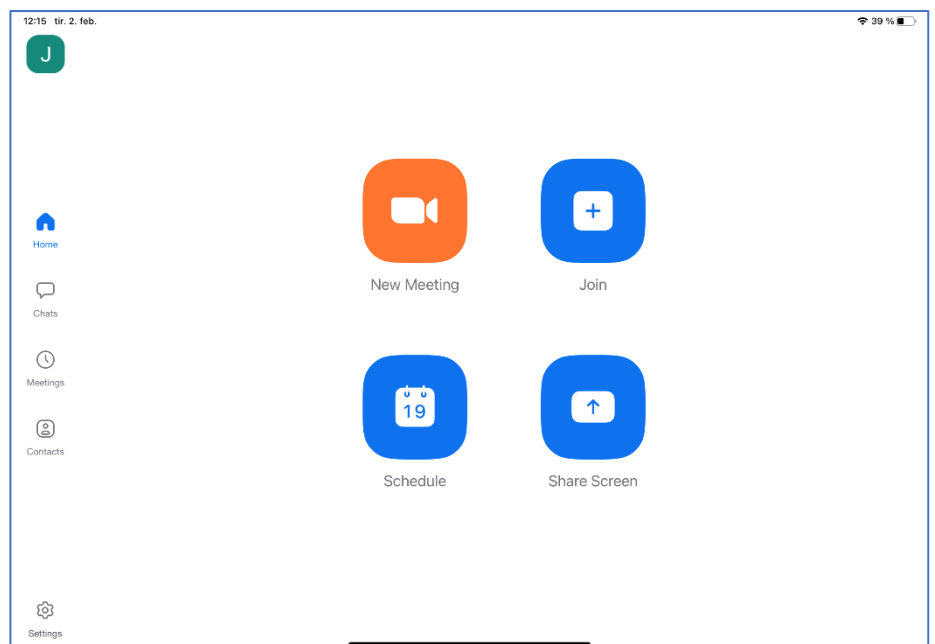 12:15 tir. 2. feb.
39 %
J
Home
Chats
Meetings
Contacts
Settings
New Meeting
Join
19
Schedule
Share Screen